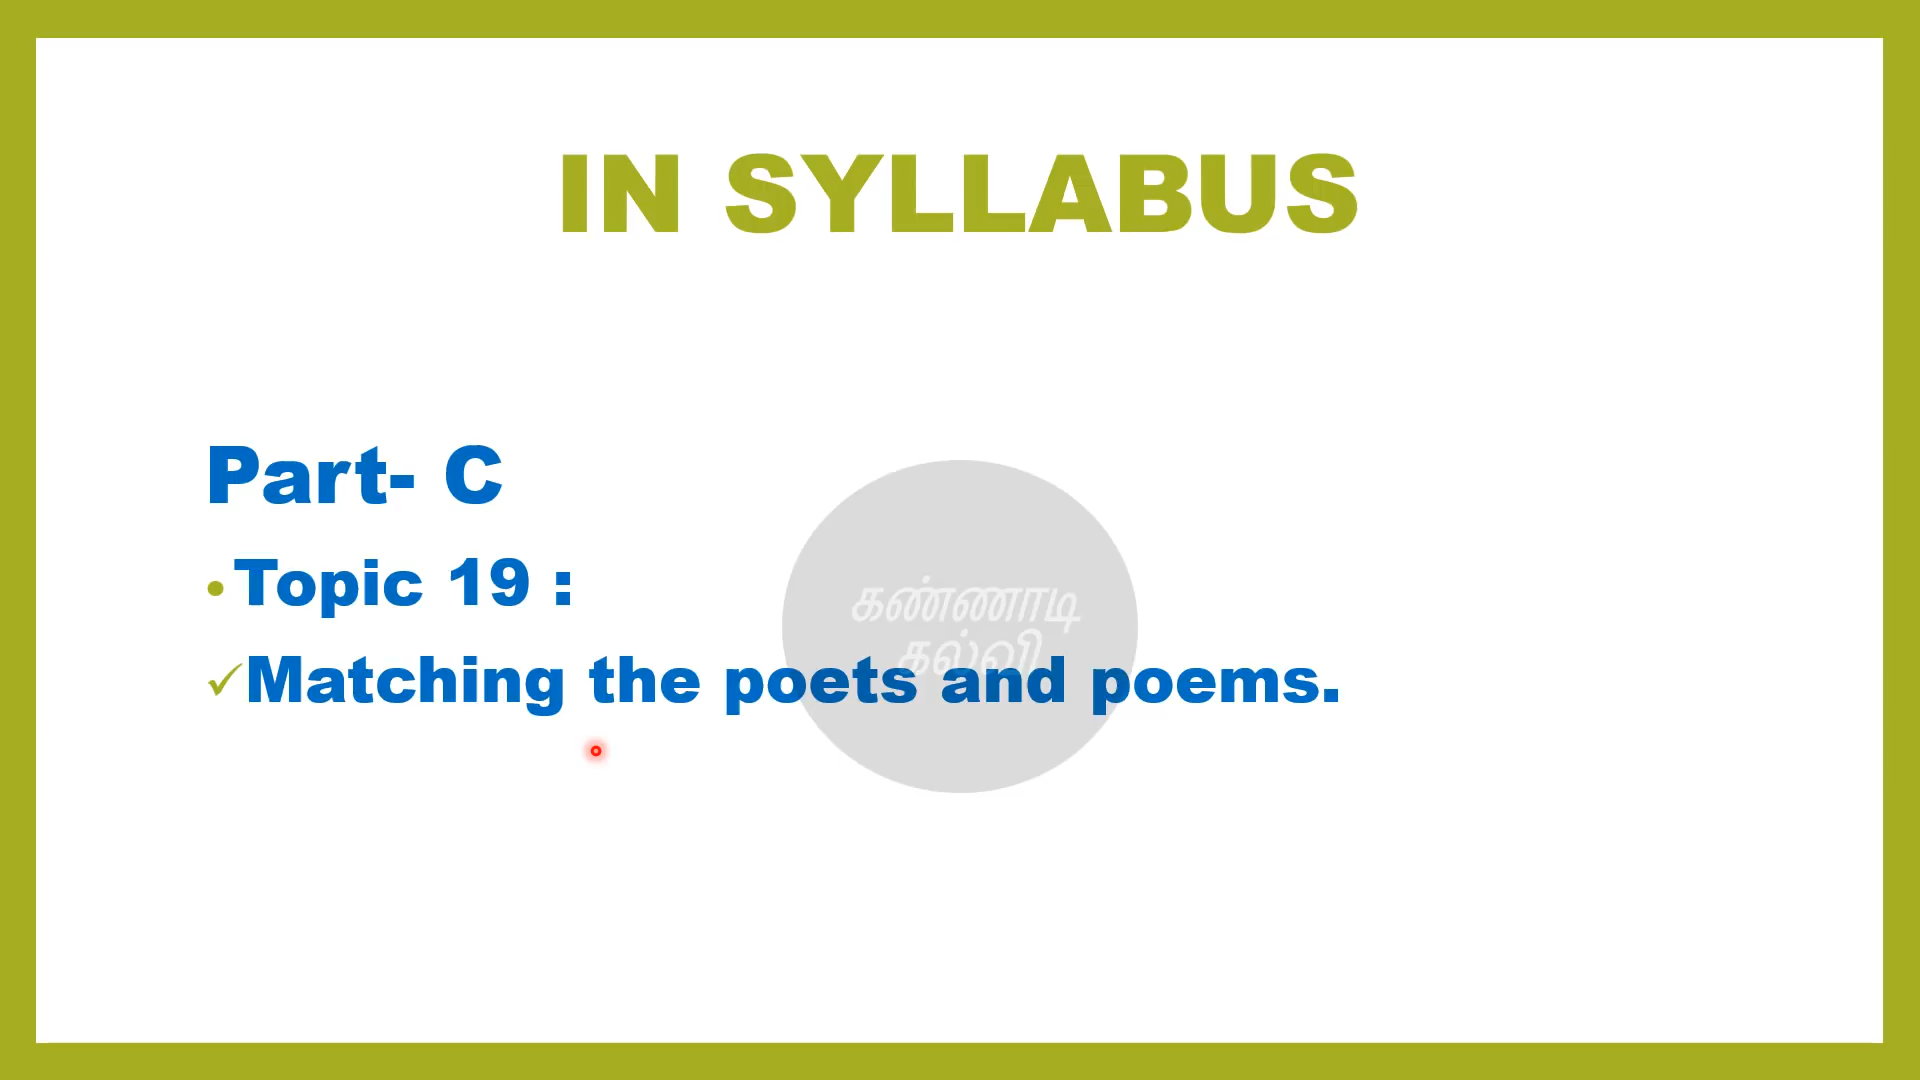 IN SYLLABUS
Part- C
• Topic 19 :
கண்ணாடி
கல்வி
✓Matching the poets and poems.